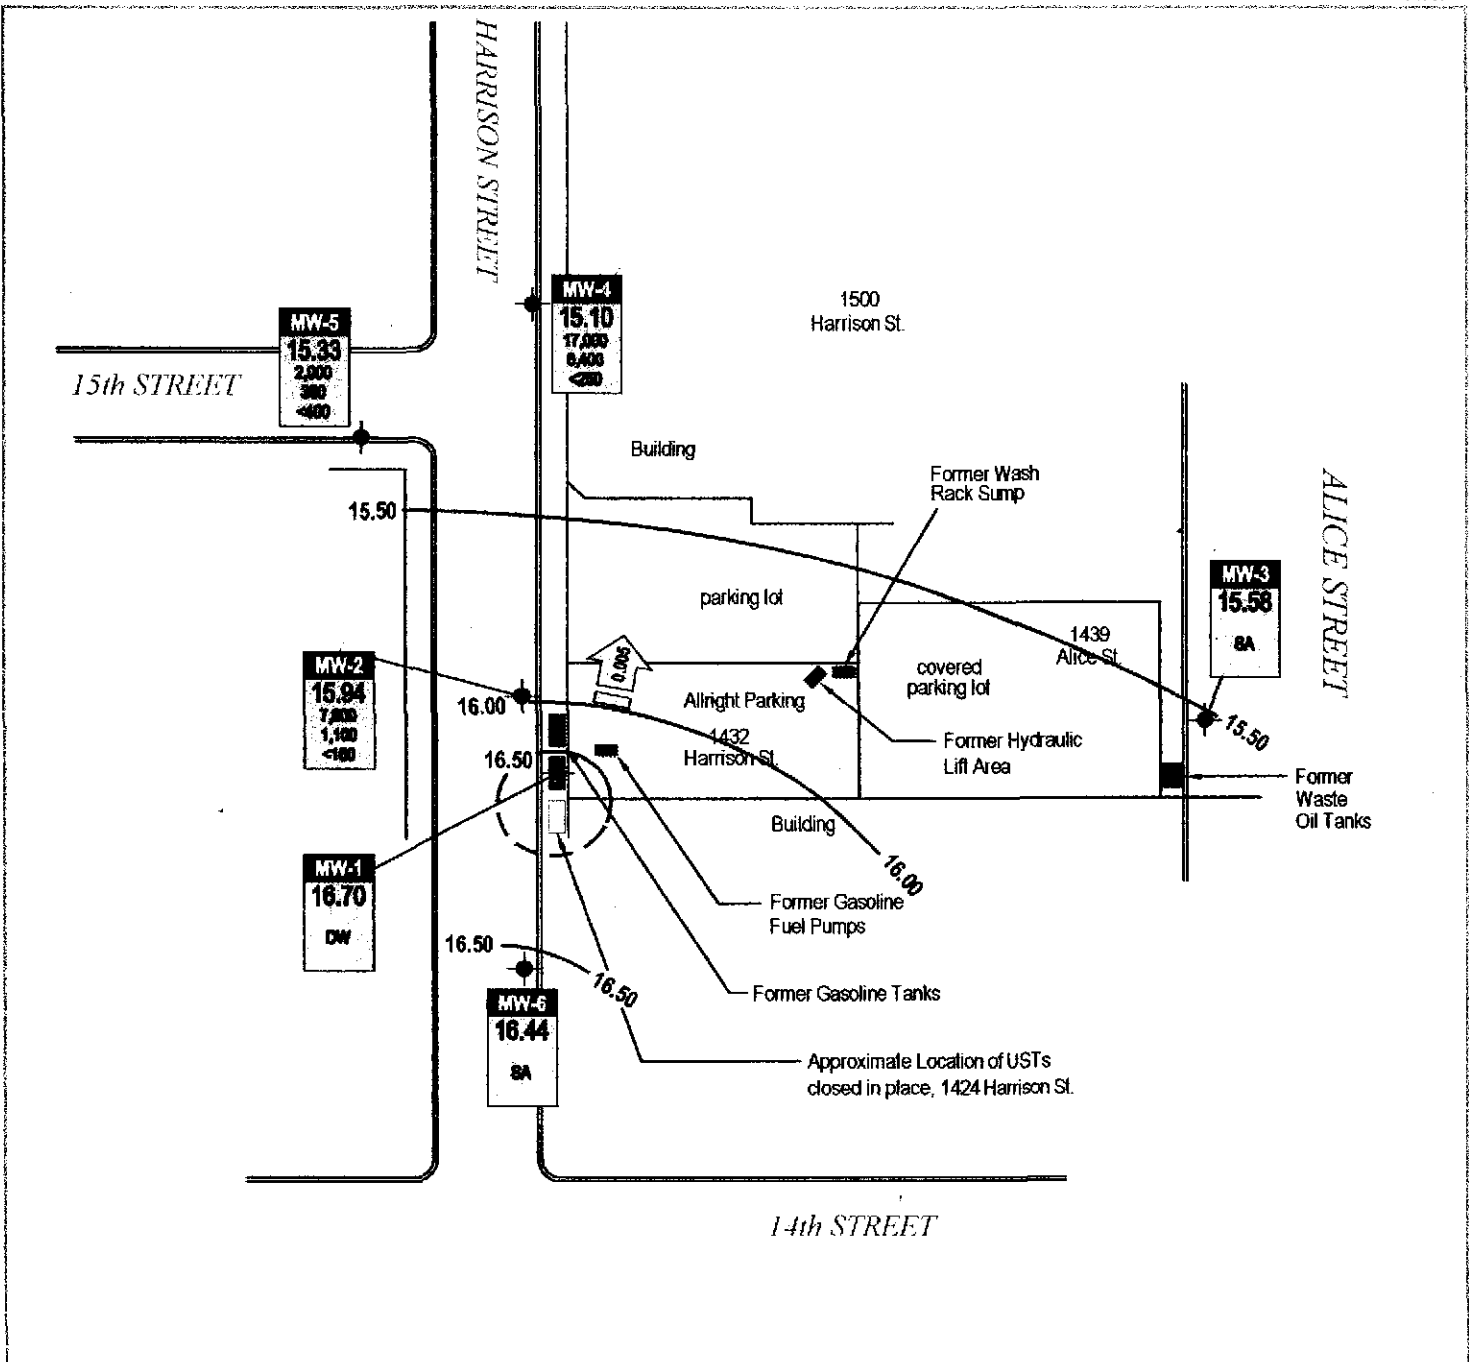 HARRISON STREET
MW-4
15.10
17,000
<250
1500
Harrison St.
MW-5
15.33
2,000
<400
15th STREET
Building
Former Wash
Rack Sump
ALICE STREET
15.50
MW-3
15.58
SA
parking lot
1439
Alice St.
0.005
MW-2
15.94
1,100
16.00
covered
parking lot
Allright Parking
1432
Harrison St.
15.50
Former Hydraulic
Lift Area
16.50
Former
Waste
Oil Tanks
Building
MW-1
16.70
DW
16.00
Former Gasoline
Fuel Pumps
16.50
16.50
Former Gasoline Tanks
MW-6
16.44
SA
Approximate Location of USTs
closed in place, 1424 Harrison St.
14th STREET